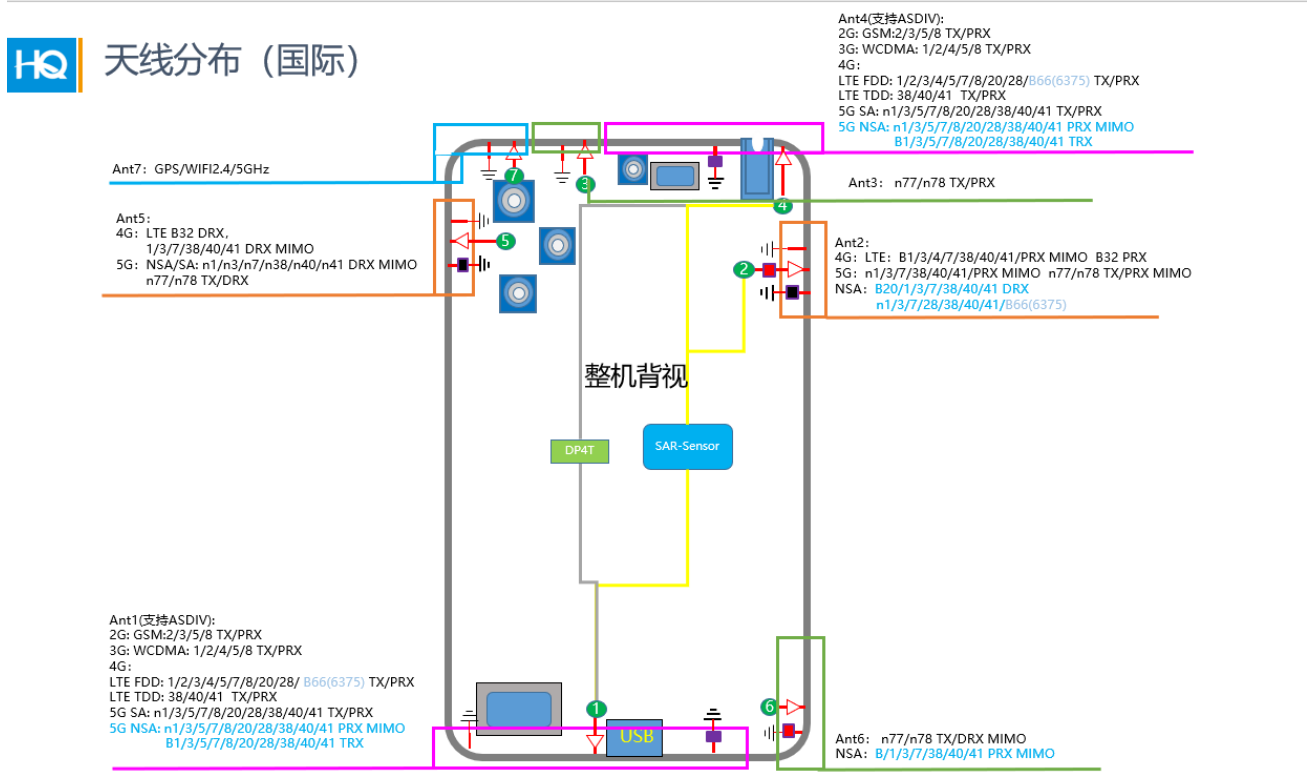 HQ
天线分布（国际）
Ant4(支持ASDIV):
2G: GSM:2/3/5/8 TX/PRX
3G: WCDMA: 1/2/4/5/8 TX/PRX
4G:
LTE FDD: 1/2/3/4/5/7/8/20/28/B66(6375) TX/PRX
LTE TDD: 38/40/41  TX/PRX
5G SA: n1/3/5/7/8/20/28/38/40/41 TX/PRX
5G NSA: n1/3/5/7/8/20/28/38/40/41 PRX MIMO
B1/3/5/7/8/20/28/38/40/41 TRX
Ant7：GPS/WIFI2.4/5GHz
7
3
4
Ant3： n77/n78 TX/PRX
Ant5：
4G：LTE B32 DRX，
1/3/7/38/40/41 DRX MIMO
5G：NSA/SA: n1/n3/n7/n38/n40/n41 DRX MIMO
n77/n78 TX/DRX
5
2
Ant2：
4G：LTE：B1/3/4/7/38/40/41/PRX MIMO  B32 PRX
5G：n1/3/7/38/40/41/PRX MIMO  n77/n78 TX/PRX MIMO
NSA：B20/1/3/7/38/40/41 DRX
n1/3/7/28/38/40/41/B66(6375)
整机背视
DP4T
SAR-Sensor
Ant1(支持ASDIV):
2G: GSM:2/3/5/8 TX/PRX
3G: WCDMA: 1/2/4/5/8 TX/PRX
4G:
LTE FDD: 1/2/3/4/5/7/8/20/28/ B66(6375) TX/PRX
LTE TDD: 38/40/41  TX/PRX
5G SA: n1/3/5/7/8/20/28/38/40/41 TX/PRX
5G NSA: n1/3/5/7/8/20/28/38/40/41 PRX MIMO
B1/3/5/7/8/20/28/38/40/41 TRX
1
USB
6
Ant6： n77/n78 TX/DRX MIMO
NSA：B/1/3/7/38/40/41 PRX MIMO